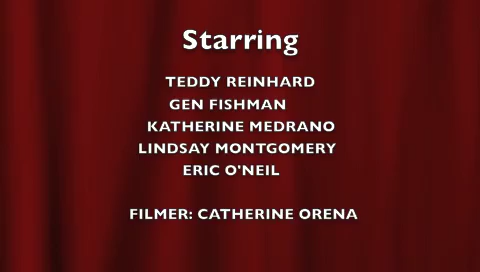 Starring
TEDDY REINHARD
GEN FISHMAN
KATHERINE MEDRANO
LINDSAY MONTGOMERY
ERIC O'NEIL
FILMER: CATHERINE ORENA